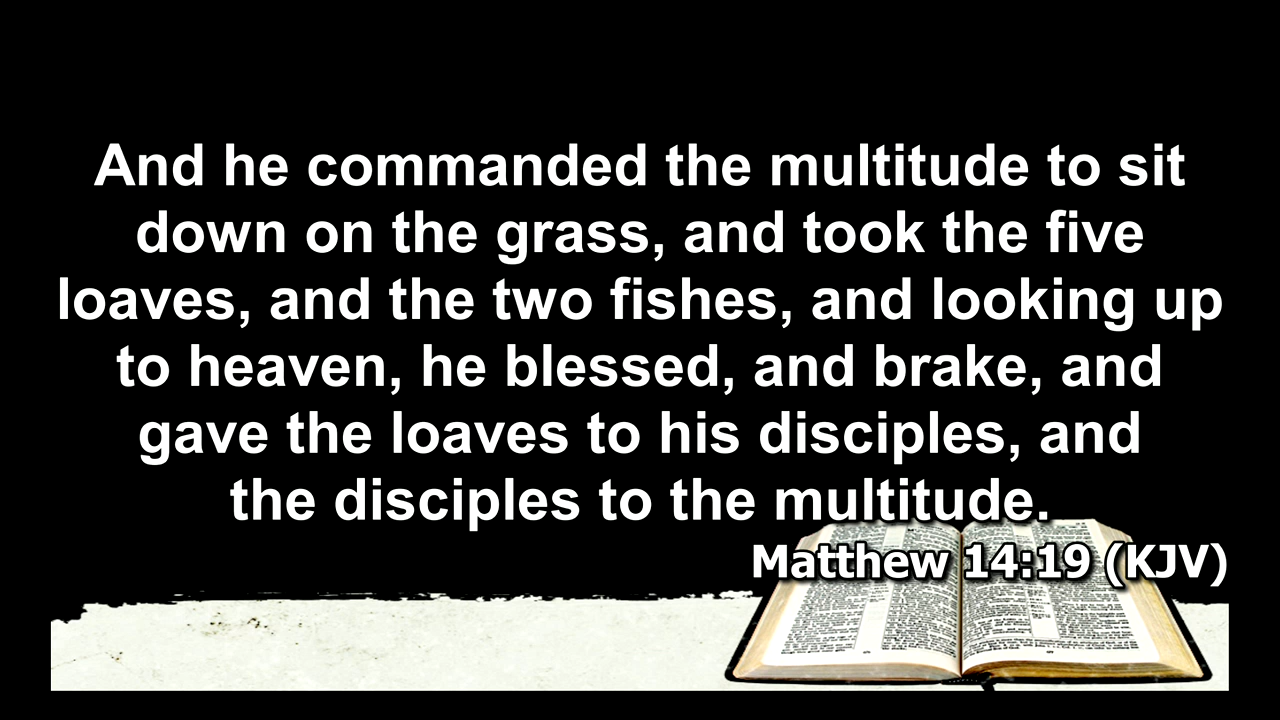 And he commanded the multitude to sit
down on the grass, and took the five
loaves, and the two fishes, and looking up
to heaven, he blessed, and brake, and
gave the loaves to his disciples, and
the disciples to the multitude.
Matthew 14:19 (KJV)